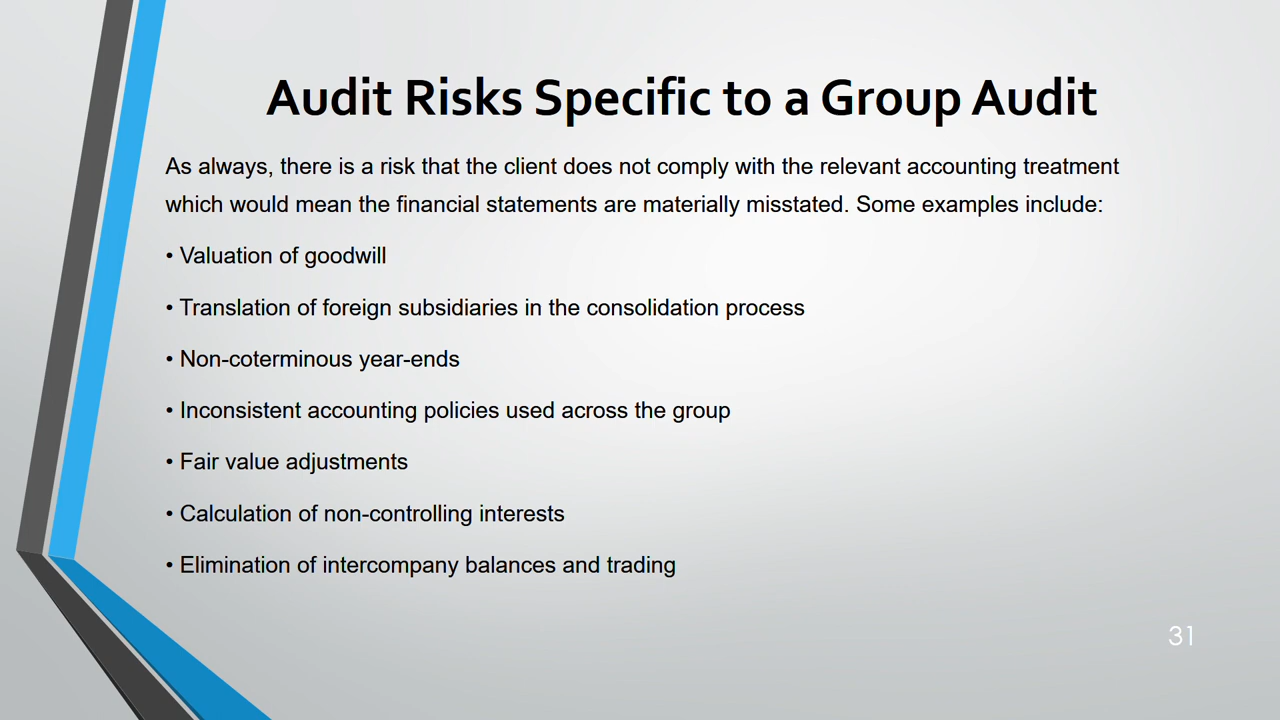 Audit Risks Specific to a Group Audit
As always, there is a risk that the client does not comply with the relevant accounting treatment
which would mean the financial statements are materially misstated. Some examples include:
• Valuation of goodwill
• Translation of foreign subsidiaries in the consolidation process
• Non-coterminous year-ends
• Inconsistent accounting policies used across the group
• Fair value adjustments
• Calculation of non-controlling interests
• Elimination of intercompany balances and trading
31